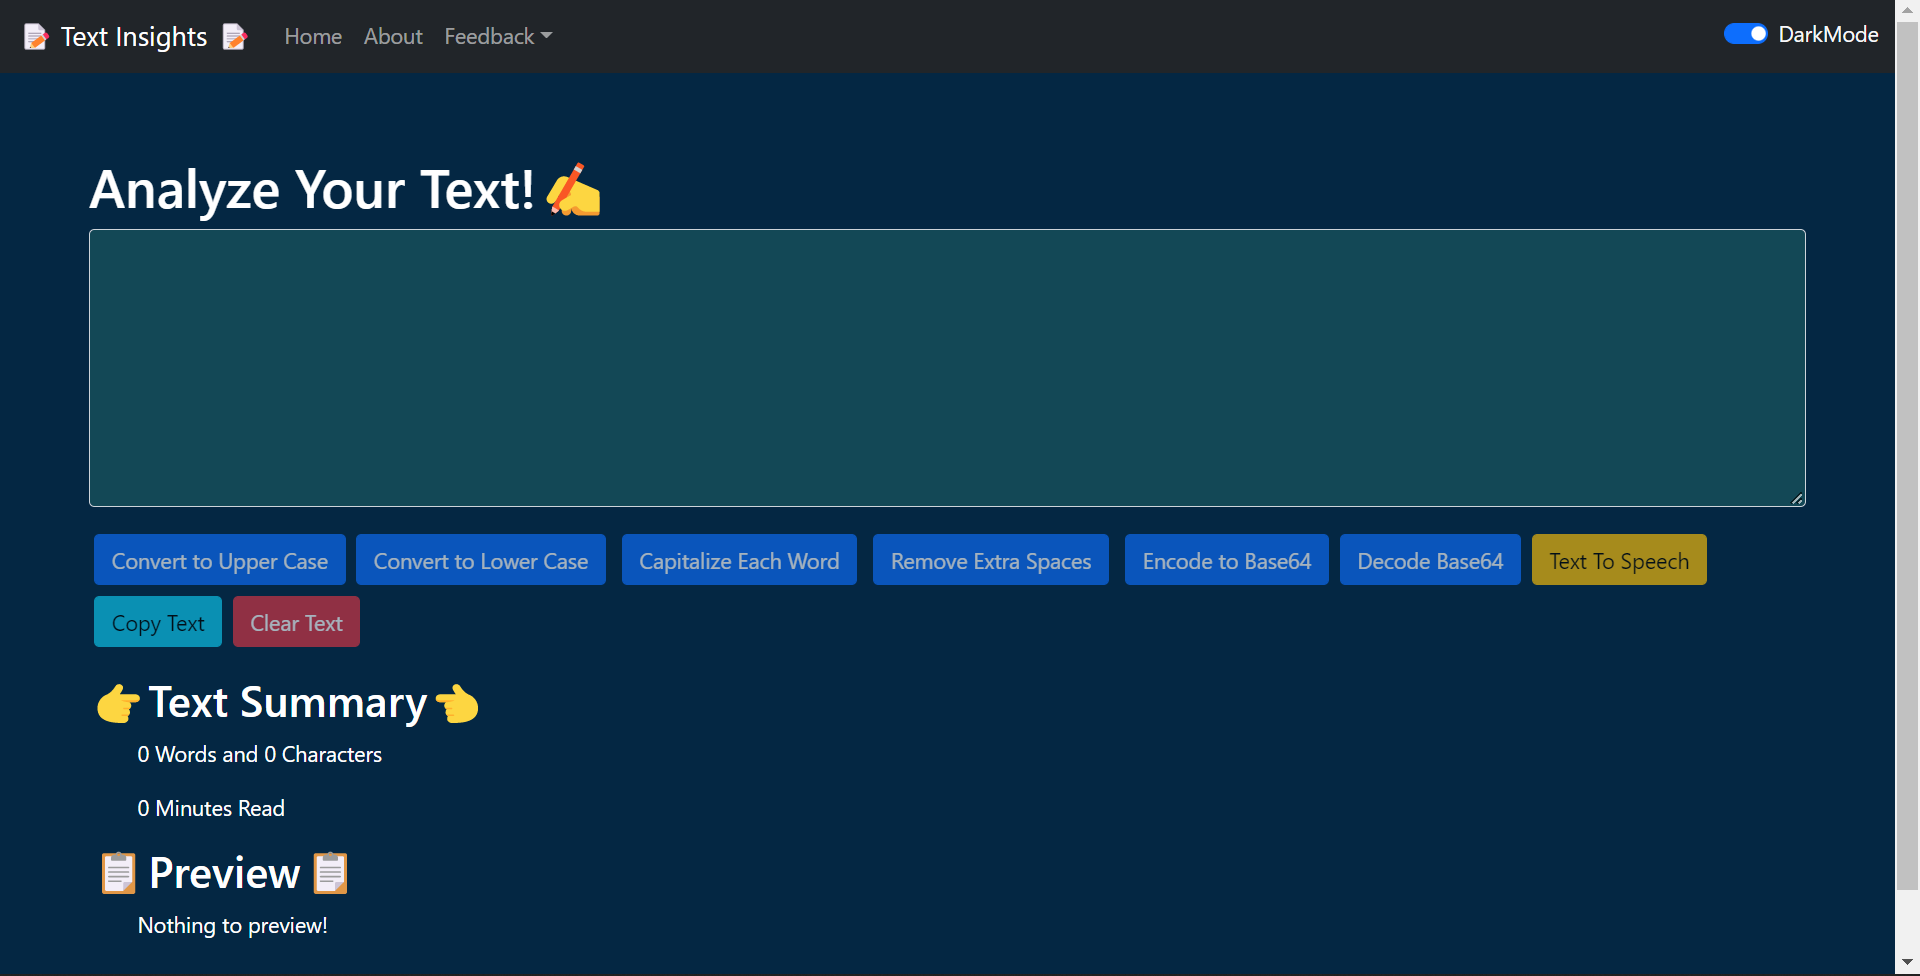 Text Insights Home About Feedback DarkMode
Analyze Your Text!
Convert to Upper Case Convert to Lower Case Capitalize Each Word Remove Extra Spaces Encode to Base64 Decode Base64 Text To Speech
Copy Text Clear Text
Text Summary
0 Words and 0 Characters
0 Minutes Read
Preview
Nothing to preview!